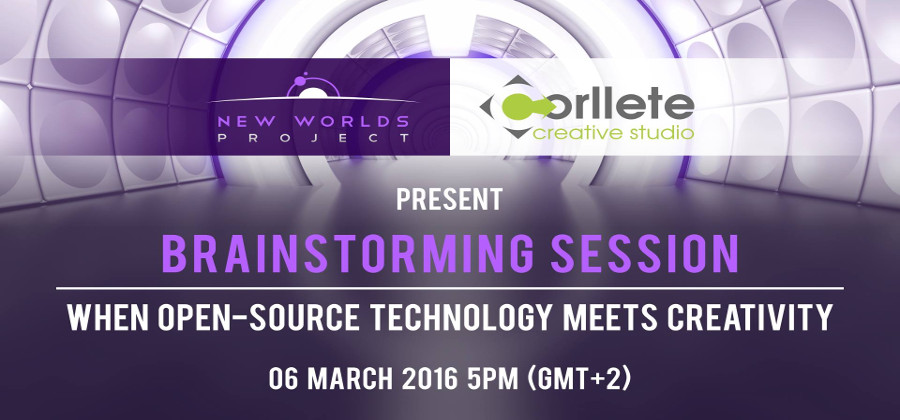 NEW WORLDS
PROJECT
Corllete
creative studio
PRESENT
BRAINSTORMING SESSION
WHEN OPEN-SOURCE TECHNOLOGY MEETS CREATIVITY
06 MARCH 2016 5PM (GMT+2)